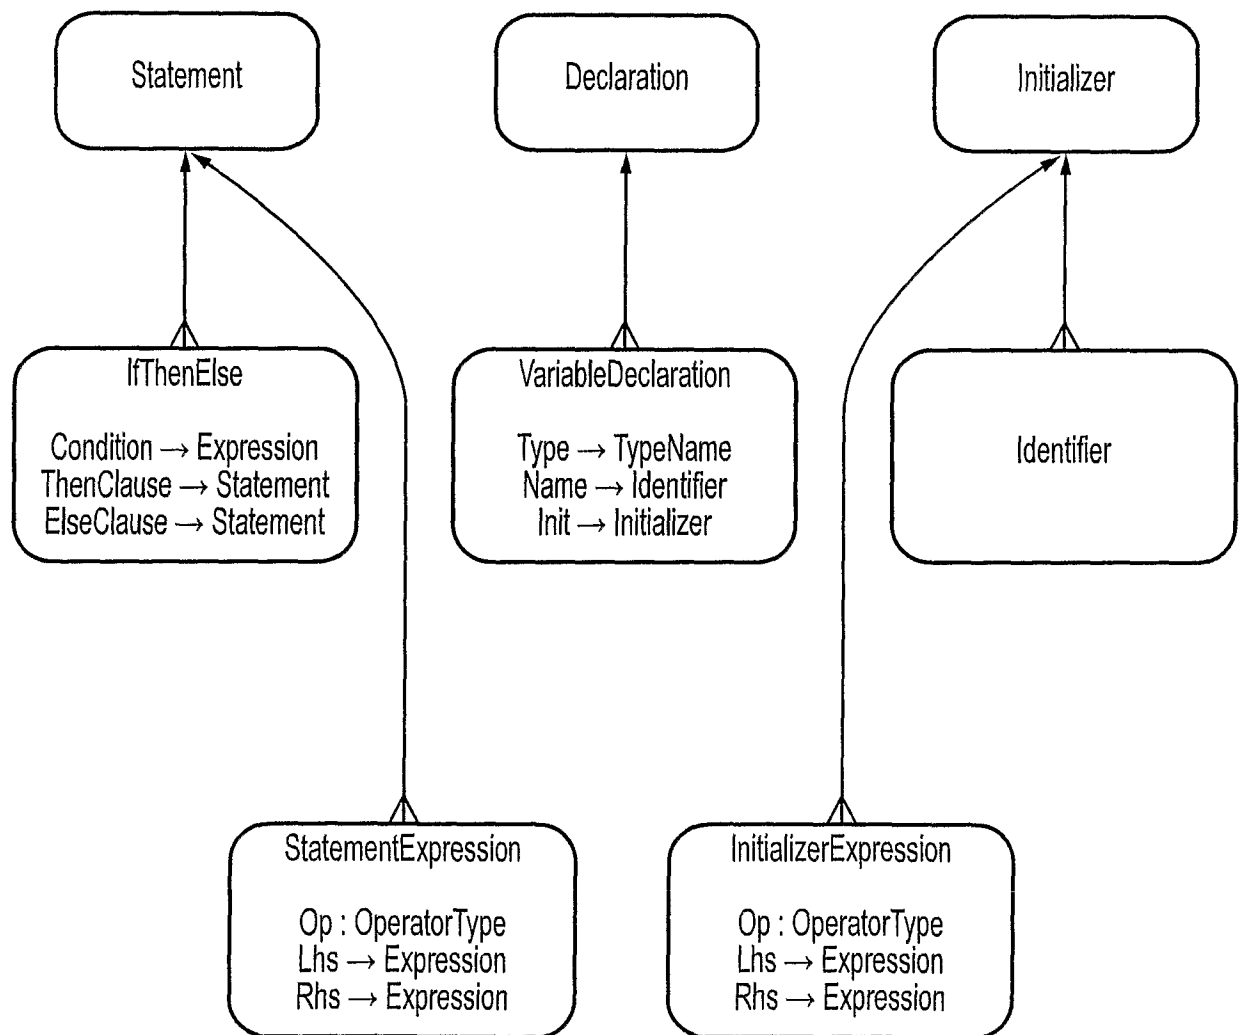 Statement
Declaration
Initializer
IfThenElse
Condition → Expression
ThenClause → Statement
ElseClause → Statement
VariableDeclaration
Type → TypeName
Name → Identifier
Init → Initializer
Identifier
StatementExpression
Op : OperatorType
Lhs → Expression
Rhs → Expression
InitializerExpression
Op : OperatorType
Lhs → Expression
Rhs → Expression